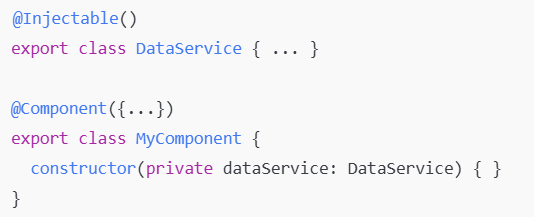 @Injectable()
export class DataService { ... }
@Component({...})
export class MyComponent {
constructor(private dataService: DataService) { }
}